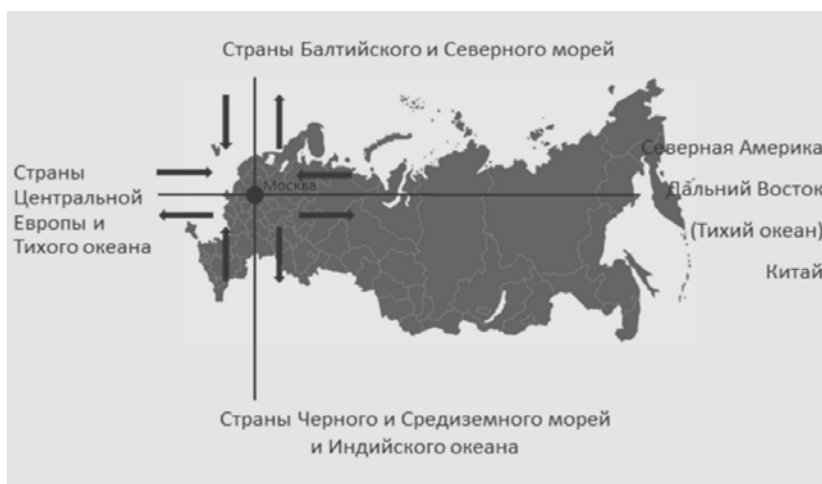 Страны Балтийского и Северного морей
Северная Америка
Москва
Страны
Центральной
Европы и
Тихого океана
Дальний Восток
(Тихий океан)
Китай
Страны Черного и Средиземного морей
и Индийского океана